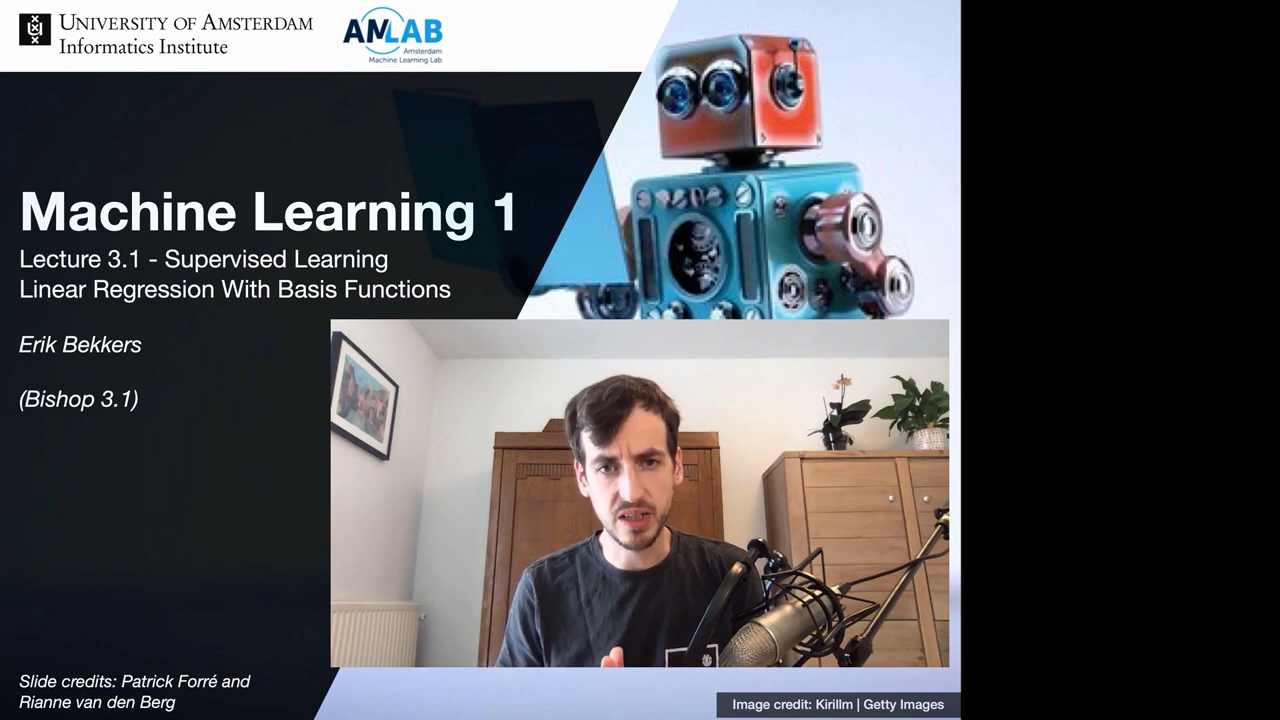 UNIVERSITY OF AMSTERDAM
Informatics Institute
AMLAB
Amsterdam
Machine Learning Lab
Machine Learning 1
Lecture 3.1 - Supervised Learning
Linear Regression With Basis Functions
Erik Bekkers
(Bishop 3.1)
Slide credits: Patrick Forré and
Rianne van den Berg
Image credit: Kirillm | Getty Images